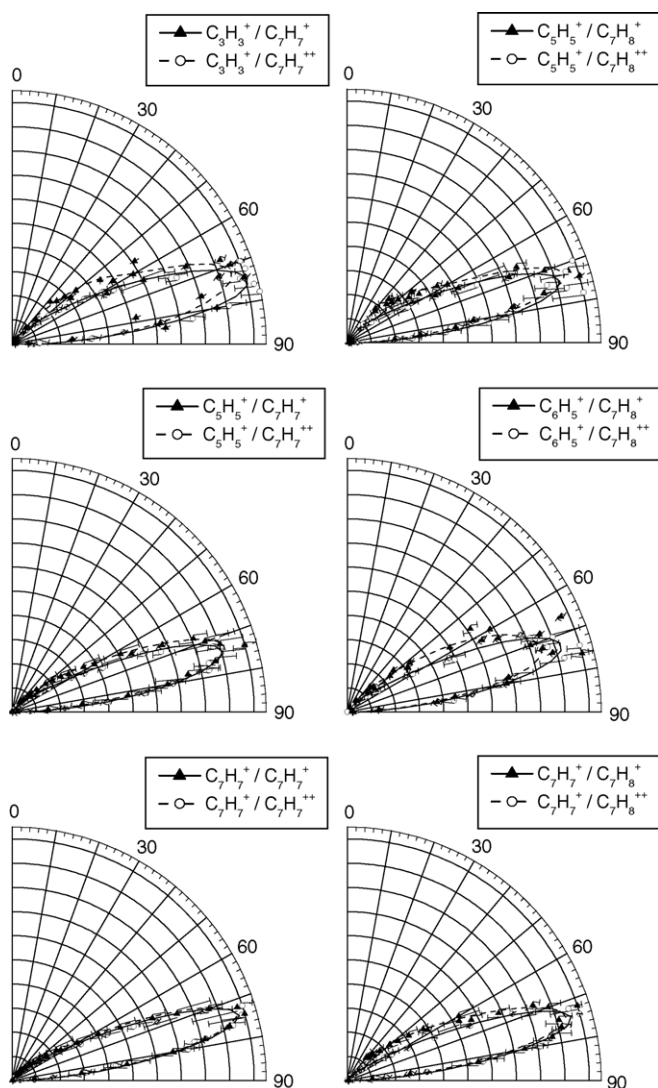 C₃H₃⁺ / C₇H₇⁺
C₃H₃⁺ / C₇H₇⁺⁺
0
30
60
90
C₅H₅⁺ / C₇H₈⁺
C₅H₅⁺ / C₇H₈⁺⁺
0
30
60
90
C₅H₅⁺ / C₇H₇⁺
C₅H₅⁺ / C₇H₇⁺⁺
0
30
60
90
C₆H₅⁺ / C₇H₈⁺
C₆H₅⁺ / C₇H₈⁺⁺
0
30
60
90
C₇H₇⁺ / C₇H₇⁺
C₇H₇⁺ / C₇H₇⁺⁺
0
30
60
90
C₇H₇⁺ / C₇H₈⁺
C₇H₇⁺ / C₇H₈⁺⁺
0
30
60
90